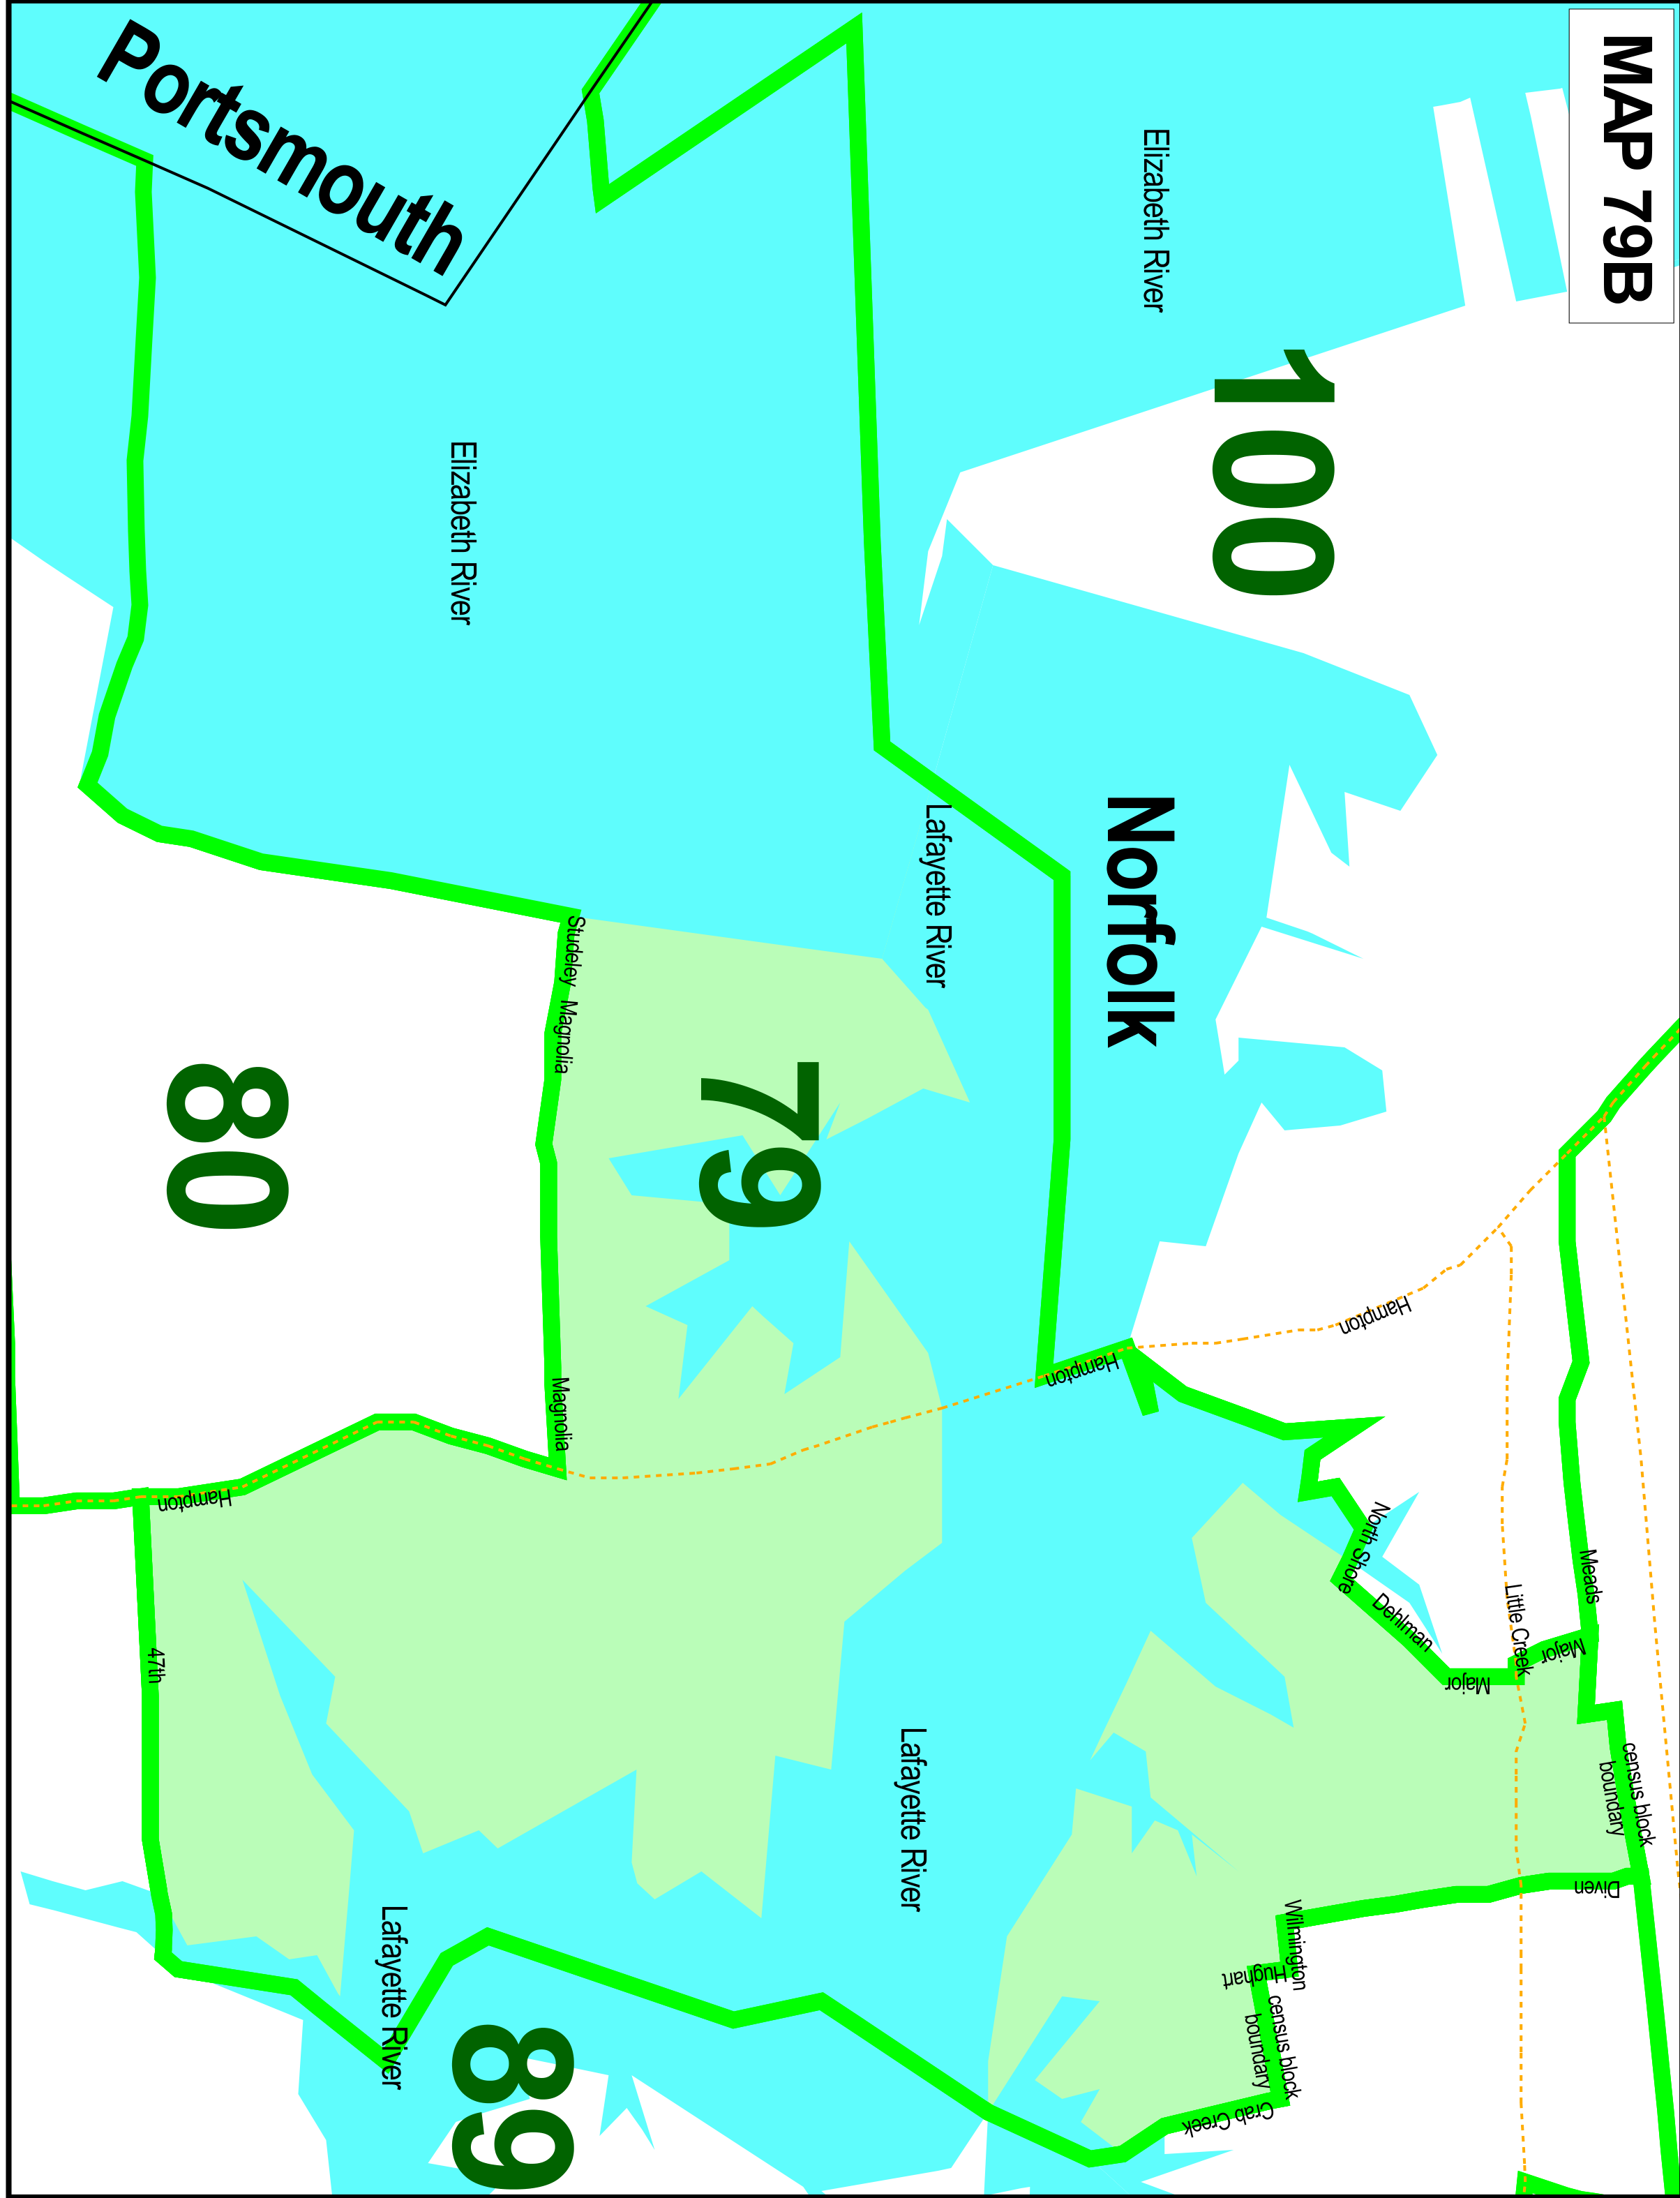 MAP 79B
Portsmouth
Elizabeth River
Elizabeth River
100
Norfolk
Lafayette River
Studeley
Magnolia
79
80
Magnolia
Hampton
Hampton
Hampton
North Shore
Dehlman
Major
Little Creek
Major
Meads
census block
boundary
Diven
47th
Lafayette River
Lafayette River
Wilmington
Hughart
census block
boundary
Crab Creek
89